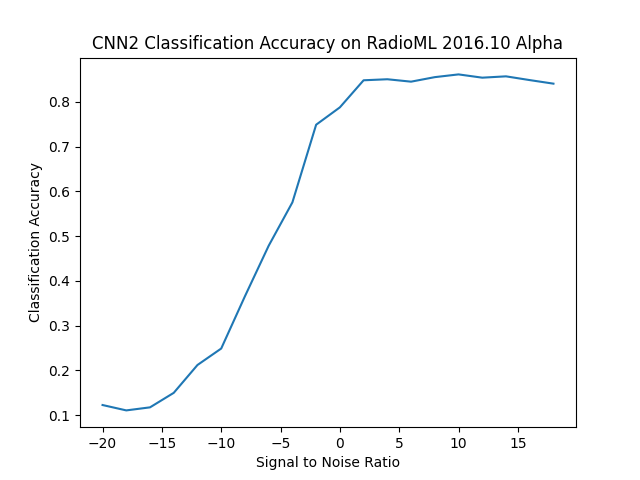 CNN2 Classification Accuracy on RadioML 2016.10 Alpha
0.8
0.7
0.6
0.5
0.4
0.3
0.2
0.1
Classification Accuracy
−20 −15 −10 −5 0 5 10 15
Signal to Noise Ratio